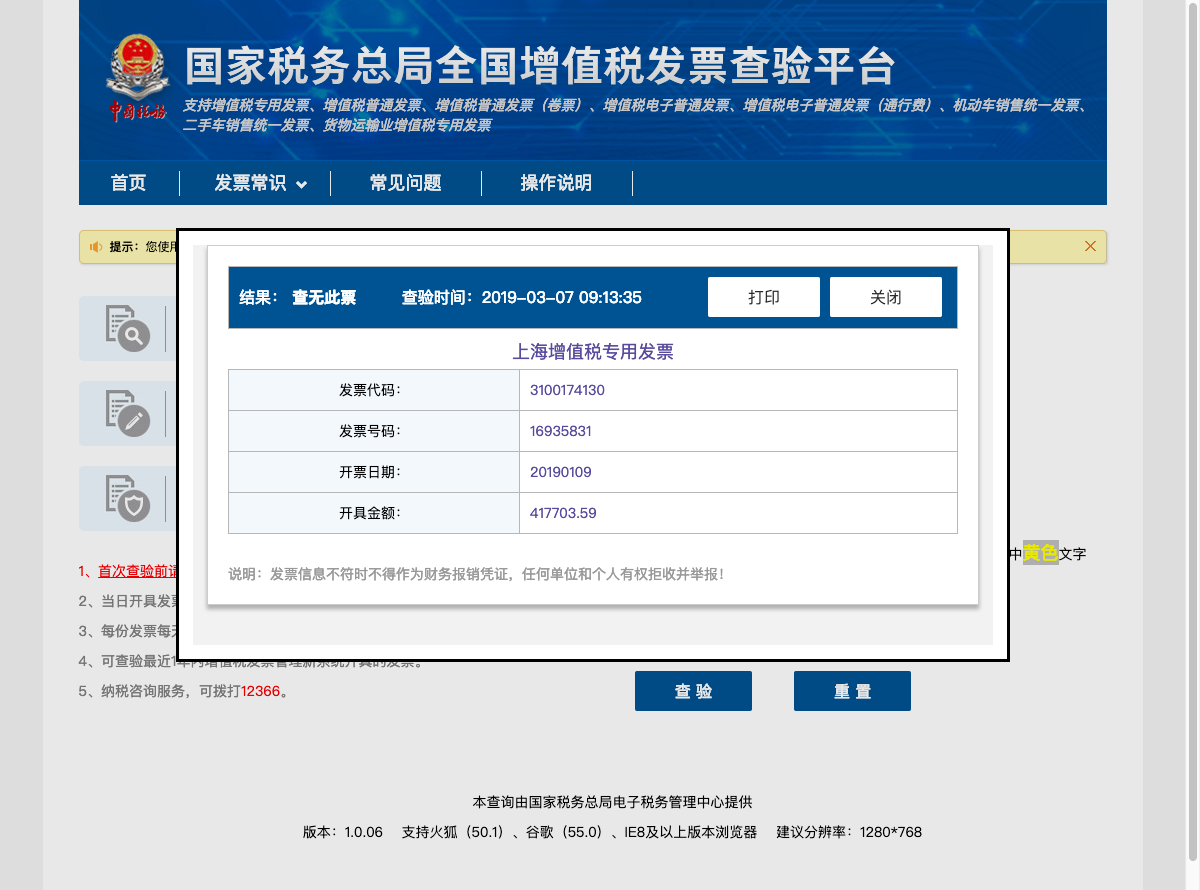 国家税务总局全国增值税发票查验平台
中国税务
支持增值税专用发票、增值税普通发票、增值税普通发票（卷票）、增值税电子普通发票、增值税电子普通发票（通行费）、机动车销售统一发票、
二手车销售统一发票、货物运输业增值税专用发票
首页 发票常识 常见问题 操作说明
提示：您使用
结果： 查无此票 查验时间：2019-03-07 09:13:35 打印 关闭
上海增值税专用发票
发票代码： 3100174130
发票号码： 16935831
开票日期： 20190109
开具金额： 417703.59
说明：发票信息不符时不得作为财务报销凭证，任何单位和个人有权拒收并举报！
中黄色文字
1、首次查验前请
2、当日开具发票
3、每份发票每天
4、可查验最近1年内增值税发票管理新系统开具的发票。
5、纳税咨询服务，可拨打12366。
查 验 重 置
本查询由国家税务总局电子税务管理中心提供
版本：1.0.06 支持火狐（50.1）、谷歌（55.0）、IE8及以上版本浏览器 建议分辨率：1280*768